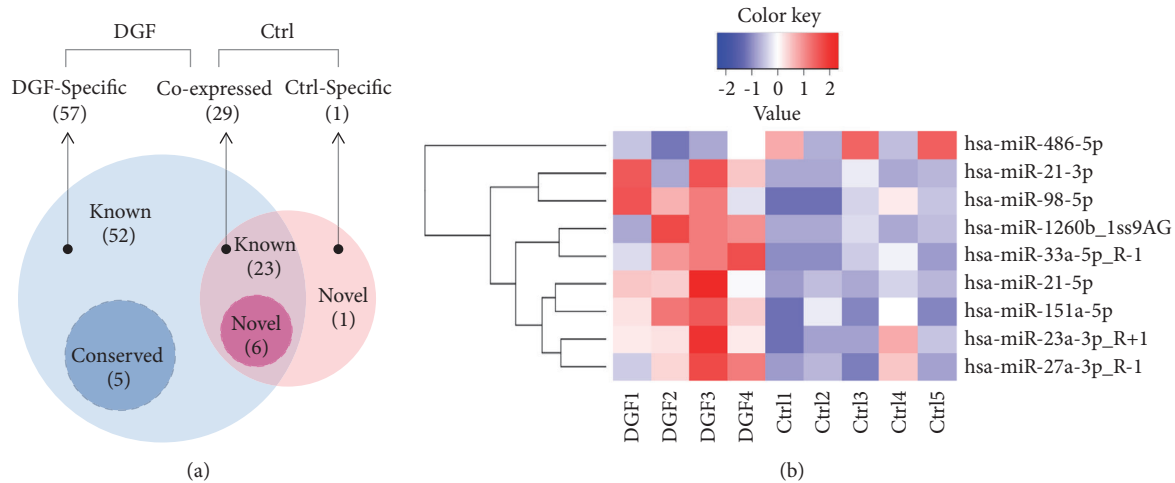 DGF
Ctrl
DGF-Specific
(57)
Co-expressed
(29)
Ctrl-Specific
(1)
Known
(52)
Known
(23)
Novel
(1)
Novel
(6)
Conserved
(5)
(a)
Color key
-2 -1 0 1 2
Value
hsa-miR-486-5p
hsa-miR-21-3p
hsa-miR-98-5p
hsa-miR-1260b_1ss9AG
hsa-miR-33a-5p_R-1
hsa-miR-21-5p
hsa-miR-151a-5p
hsa-miR-23a-3p_R+1
hsa-miR-27a-3p_R-1
DGF1
DGF2
DGF3
DGF4
Ctrl1
Ctrl2
Ctrl3
Ctrl4
Ctrl5
(b)